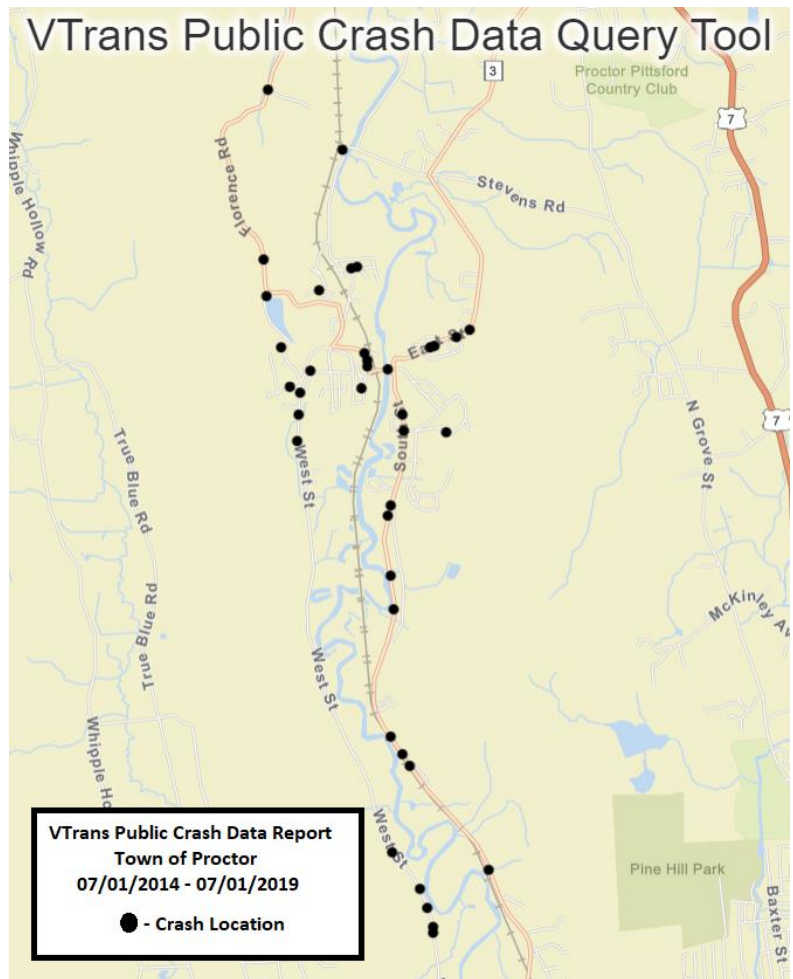 VTrans Public Crash Data Query Tool
3
Proctor Pittsford
Country Club
7
Whipple Hollow Rd
Florence Rd
Stevens Rd
East St
7
N Grove St
South St
True Blue Rd
West St
McKinley Av
True Blue Rd
West St
Whipple Ho
West St
Pine Hill Park
Baxter St
VTrans Public Crash Data Report
Town of Proctor
07/01/2014 - 07/01/2019
- Crash Location